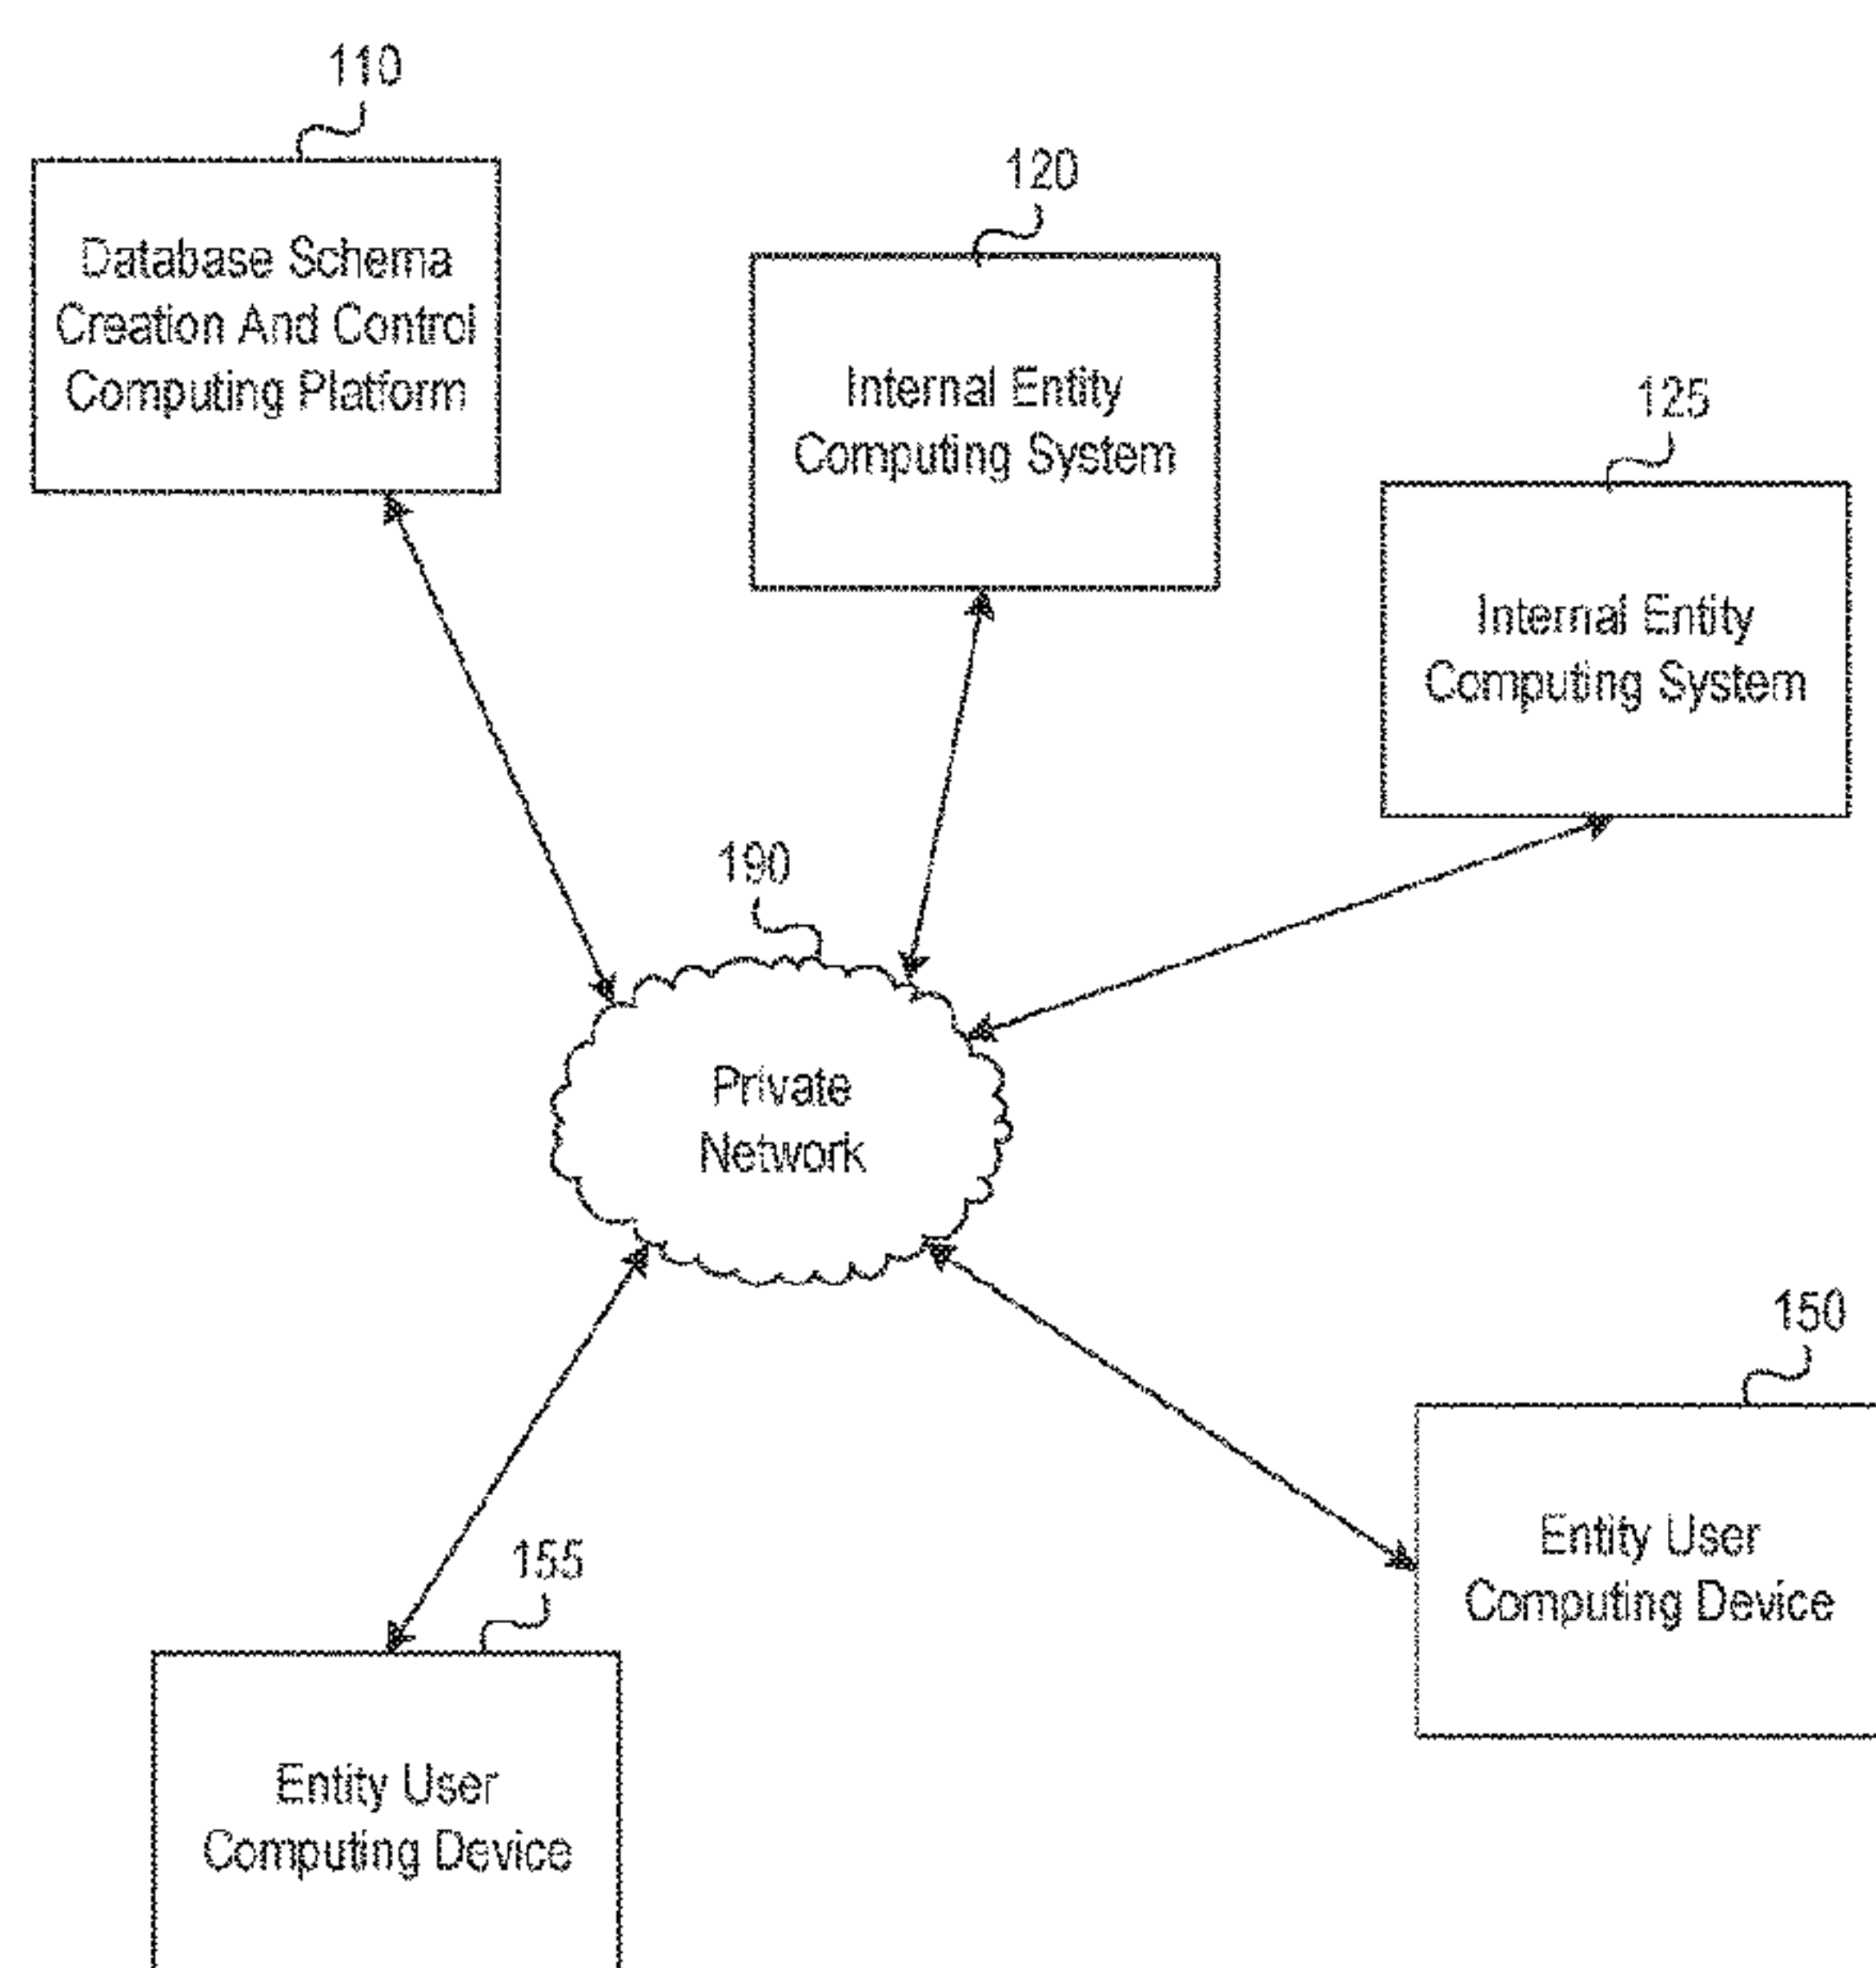 110
Database Schema
Creation And Control
Computing Platform
120
Internal Entity
Computing System
125
Internal Entity
Computing System
190
Private
Network
150
Entity User
Computing Device
155
Entity User
Computing Device